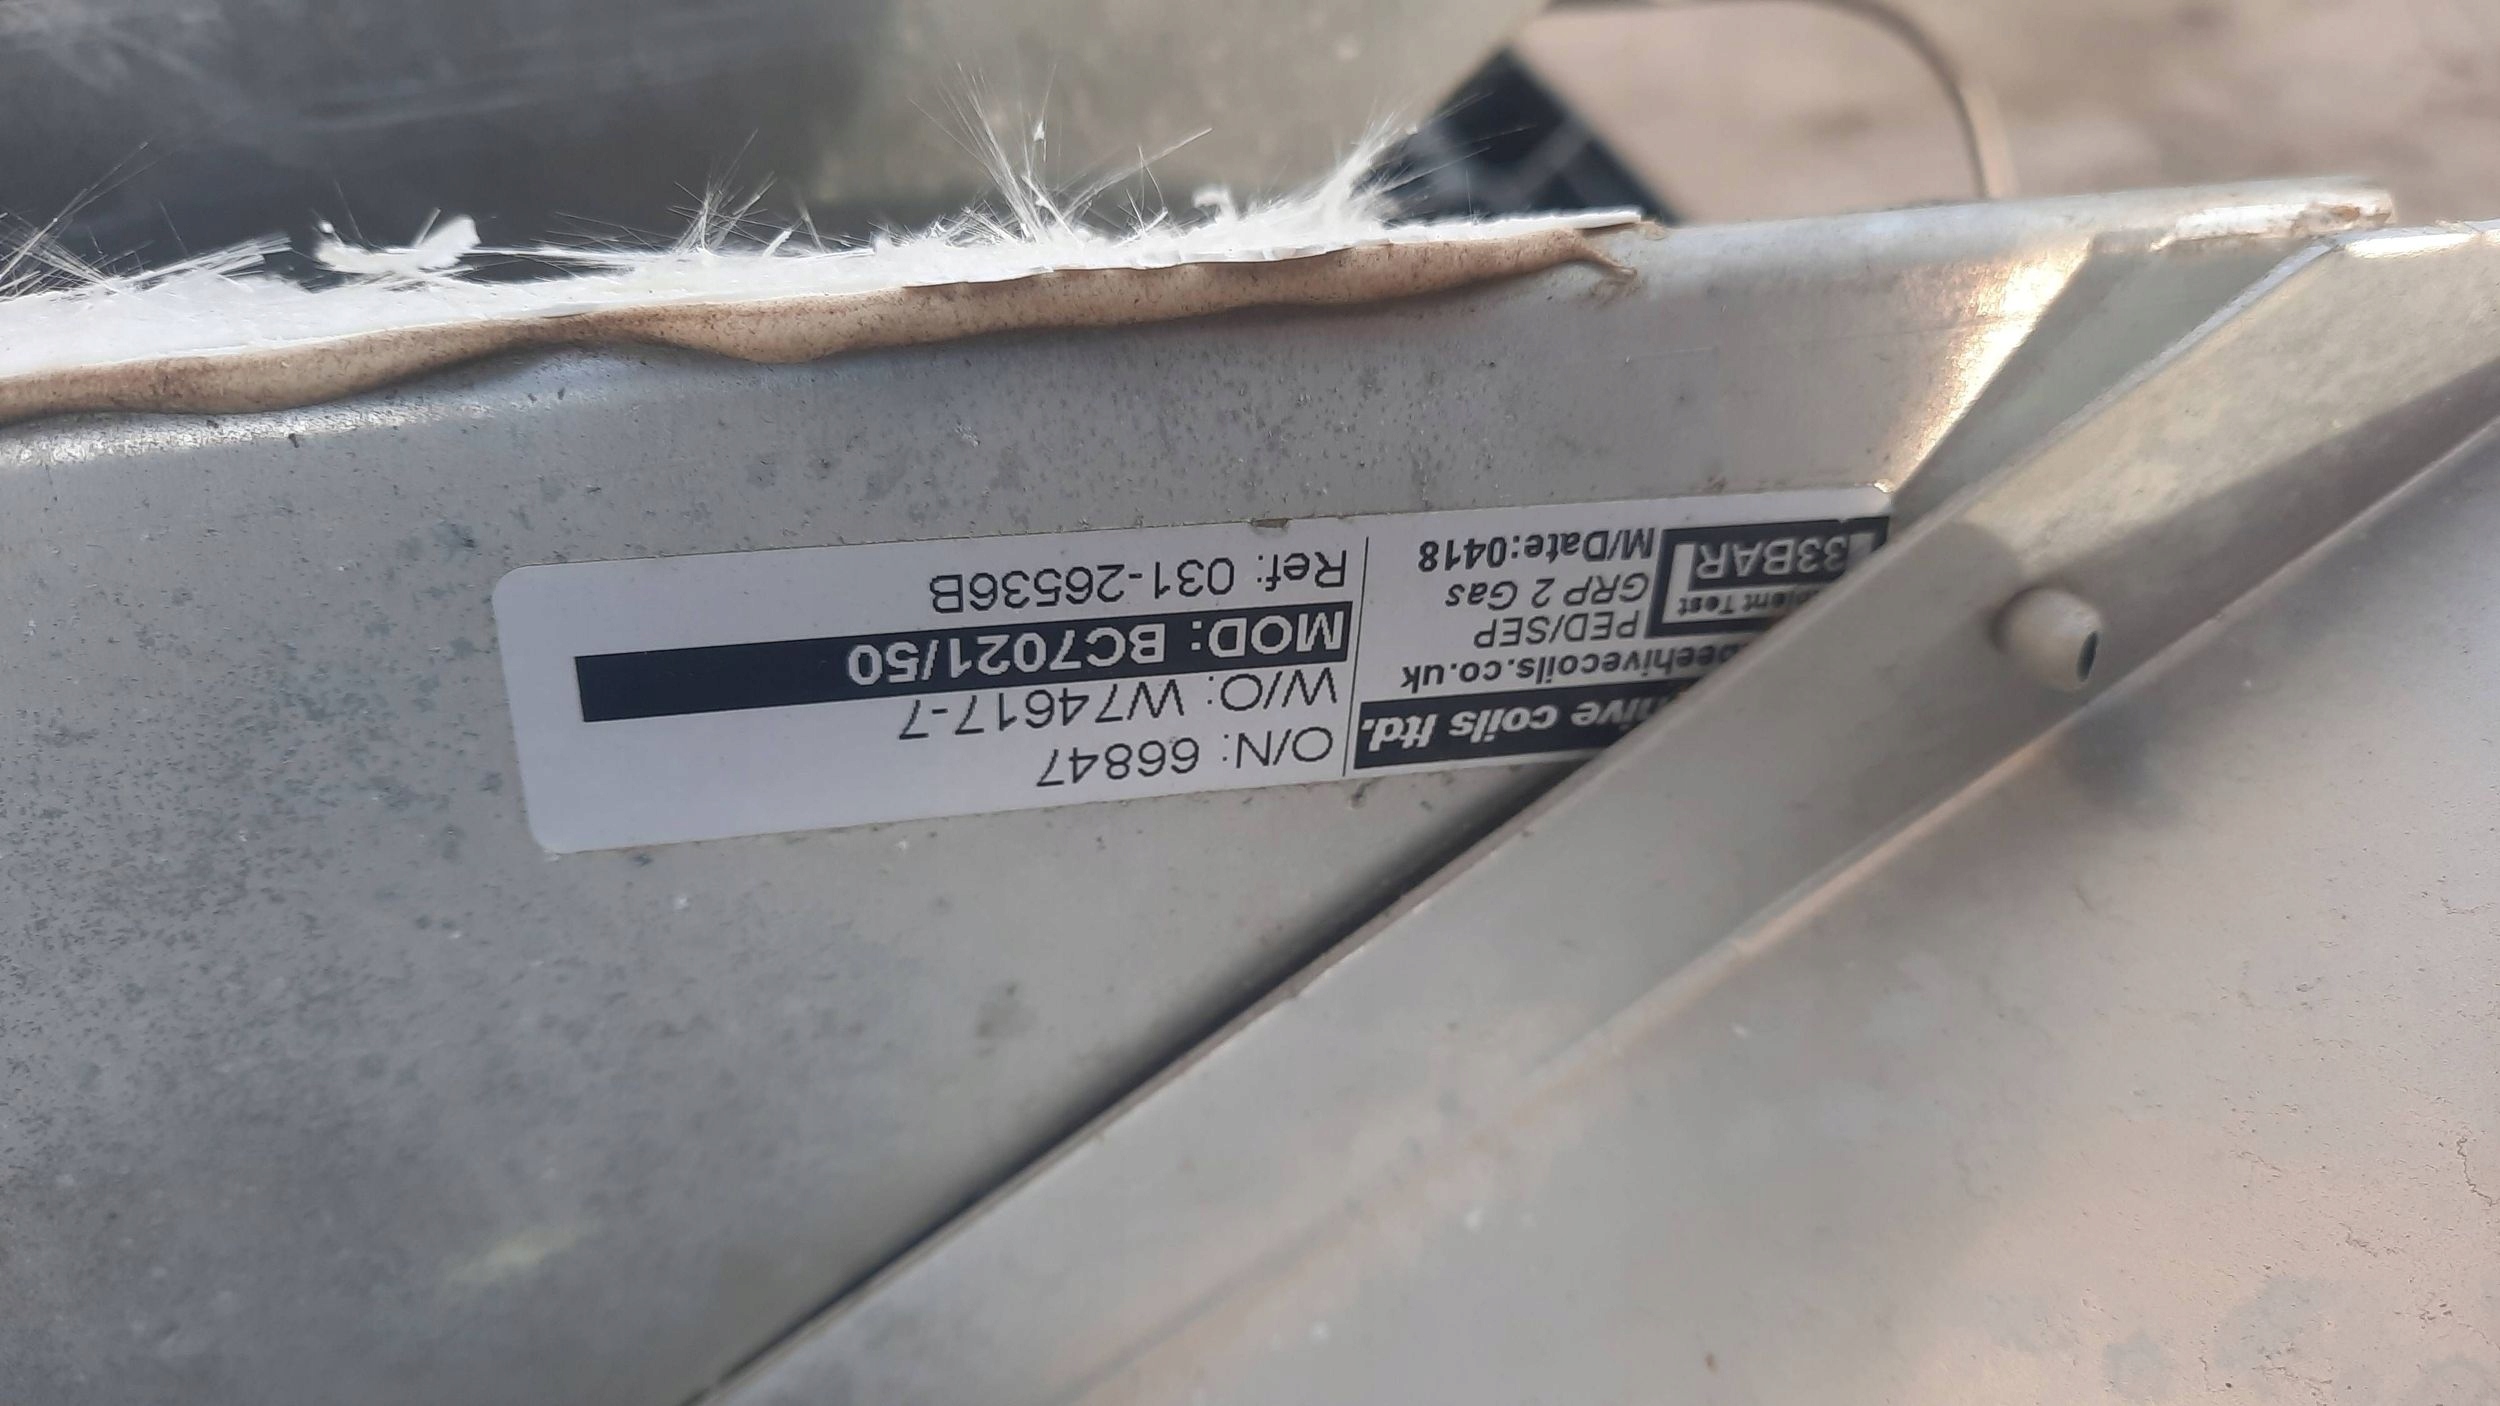 hive coils ltd.
beehivecoils.co.uk
PED/SEP
GRP 2 Gas
M/Date:0418
Test
33BAR
O/N: 66847
W/O: W74617-7
MOD: BC7021/50
Ref: 031-26536B